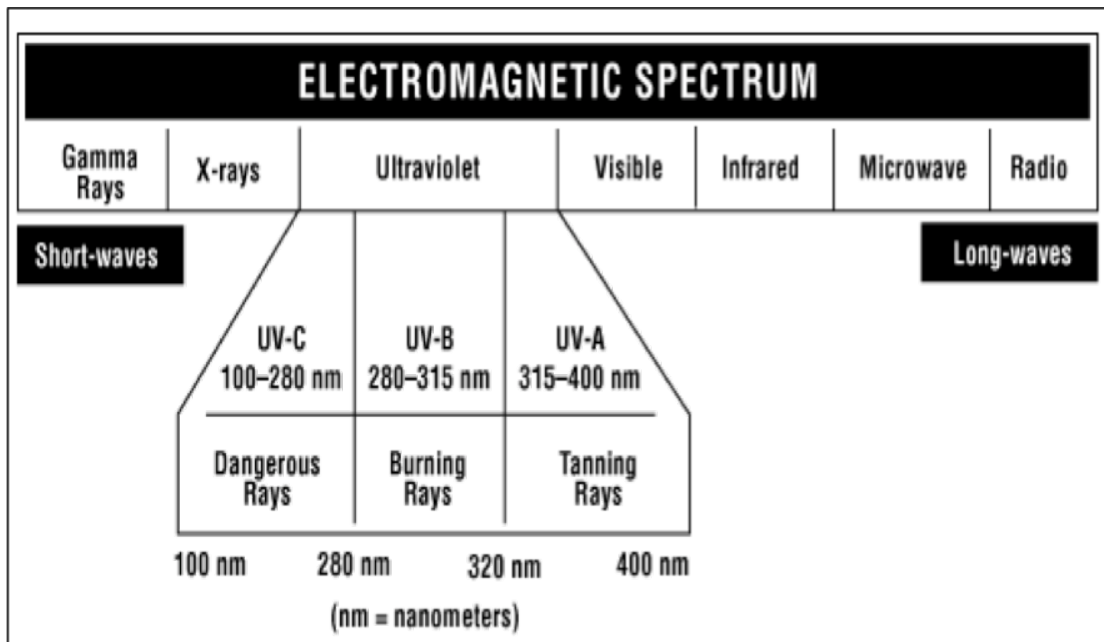 ELECTROMAGNETIC SPECTRUM
Gamma
Rays
X-rays
Ultraviolet
Visible
Infrared
Microwave
Radio
Short-waves
Long-waves
UV-C
100–280 nm
UV-B
280–315 nm
UV-A
315–400 nm
Dangerous
Rays
Burning
Rays
Tanning
Rays
100 nm
280 nm
320 nm
400 nm
(nm = nanometers)